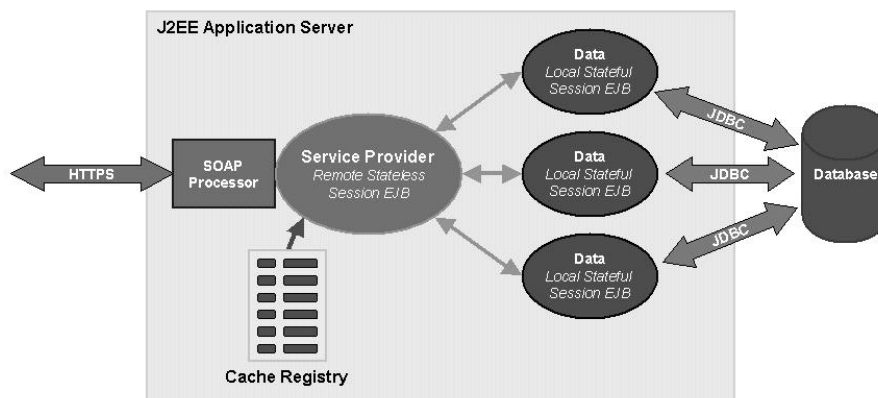 J2EE Application Server
Data
Local Stateful
Session EJB
JDBC
HTTPS
SOAP
Processor
Service Provider
Remote Stateless
Session EJB
Data
Local Stateful
Session EJB
JDBC
Database
Data
Local Stateful
Session EJB
JDBC
Cache Registry